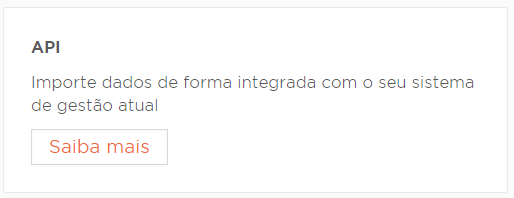 API
Importe dados de forma integrada com o seu sistema
de gestão atual
Saiba mais